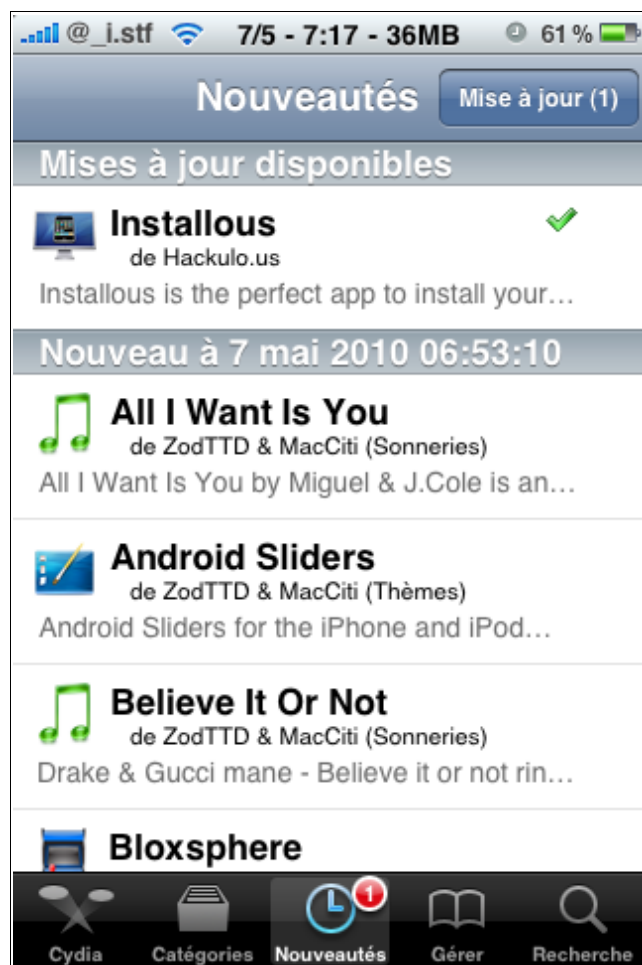 @_i.stf 7/5 - 7:17 - 36MB 61 %
Nouveautés Mise à jour (1)
Mises à jour disponibles
Installous
de Hackulo.us
Installous is the perfect app to install your…
Nouveau à 7 mai 2010 06:53:10
All I Want Is You
de ZodTTD & MacCiti (Sonneries)
All I Want Is You by Miguel & J.Cole is an…
Android Sliders
de ZodTTD & MacCiti (Thèmes)
Android Sliders for the iPhone and iPod…
Believe It Or Not
de ZodTTD & MacCiti (Sonneries)
Drake & Gucci mane - Believe it or not rin…
Bloxsphere
1
Cydia Catégories Nouveautés Gérer Recherche